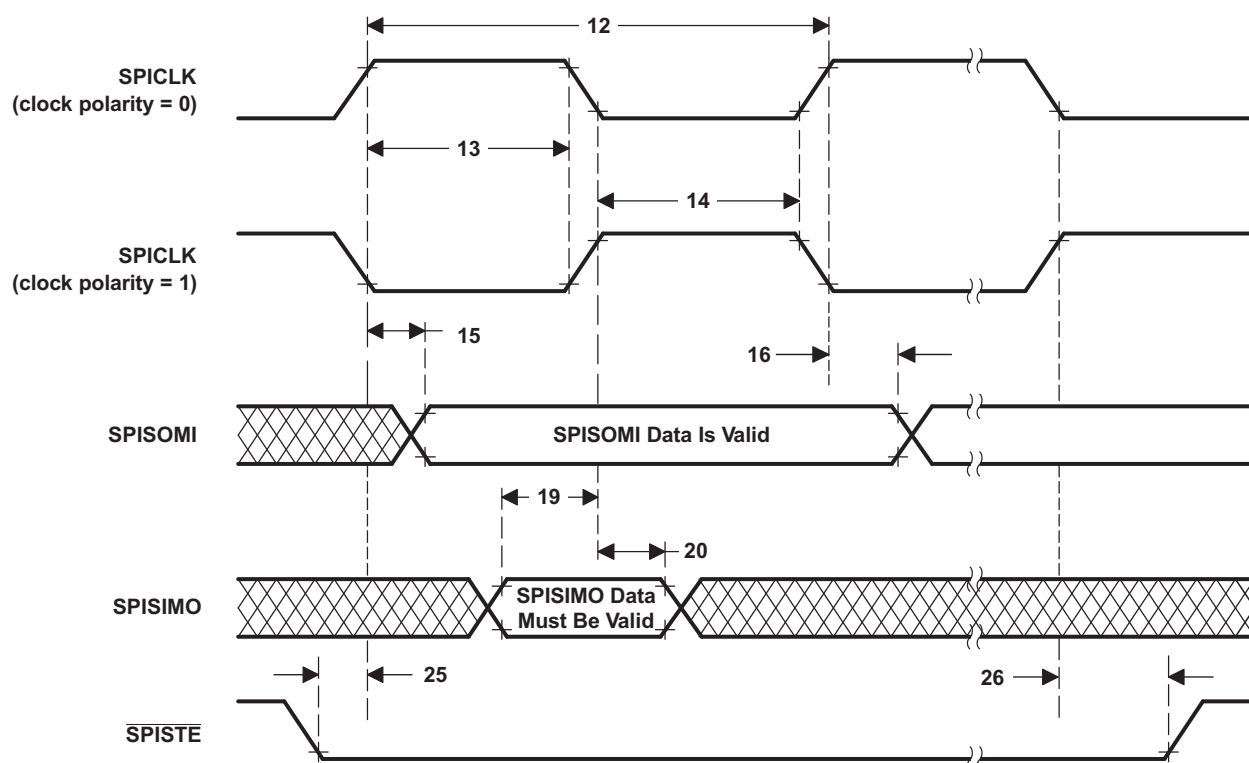 12
SPICLK
(clock polarity = 0)
13
14
SPICLK
(clock polarity = 1)
15
16
SPISOMI
SPISOMI Data Is Valid
19
20
SPISIMO
SPISIMO Data
Must Be Valid
25
26
SPISTE